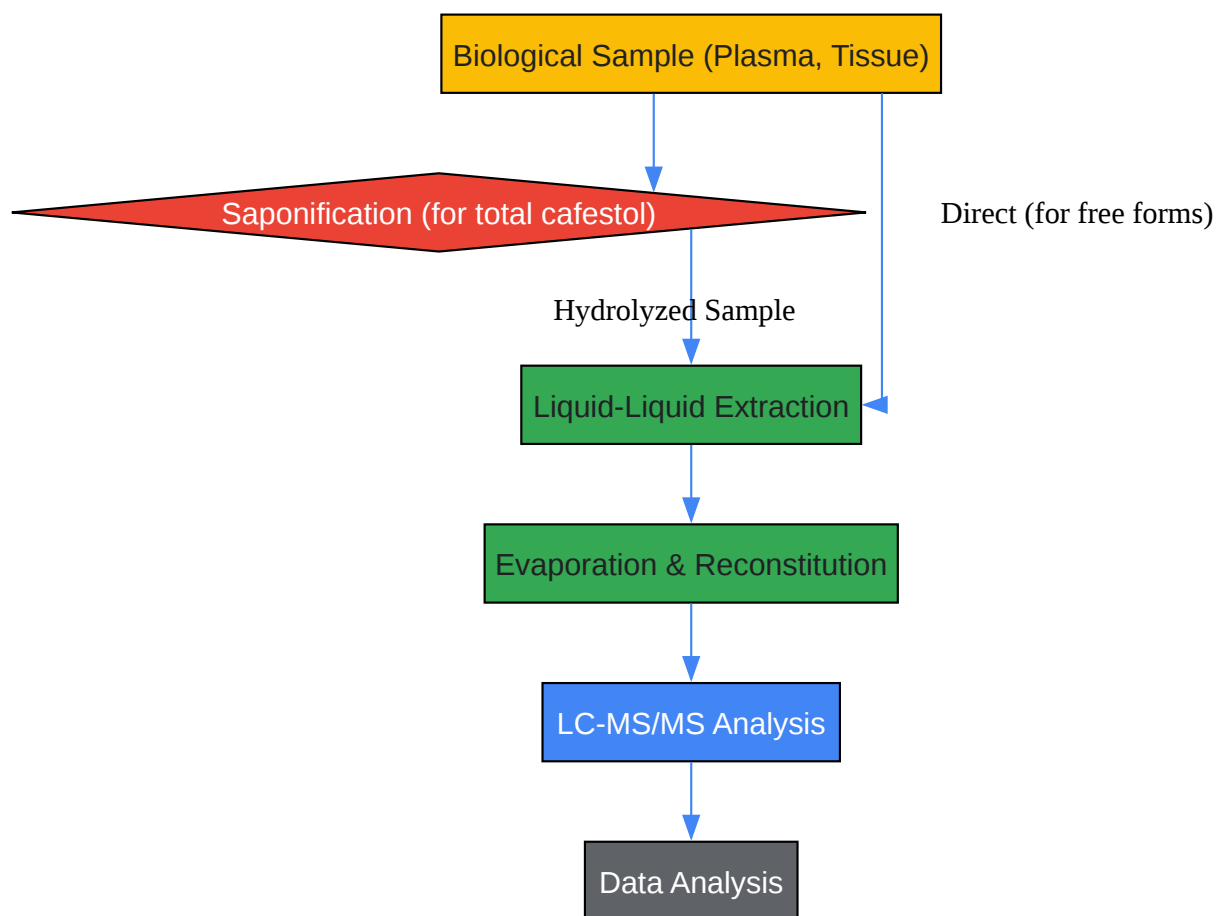 Biological Sample (Plasma, Tissue)
Saponification (for total cafestol)
Direct (for free forms)
Hydrolyzed Sample
Liquid-Liquid Extraction
Evaporation & Reconstitution
LC-MS/MS Analysis
Data Analysis